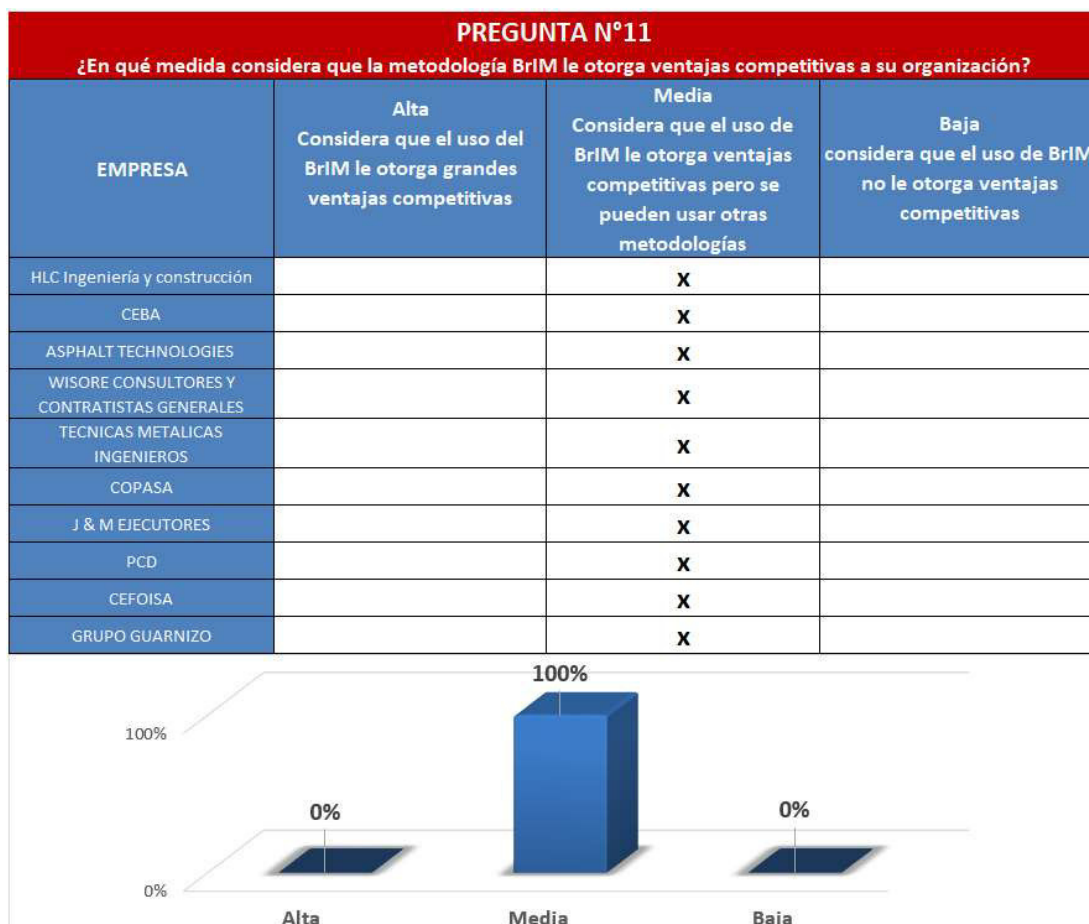 PREGUNTA N°11
¿En qué medida considera que la metodología BrIM le otorga ventajas competitivas a su organización?
EMPRESA
Alta
Considera que el uso del
BrIM le otorga grandes
ventajas competitivas
Media
Considera que el uso de
BrIM le otorga ventajas
competitivas pero se
pueden usar otras
metodologías
Baja
considera que el uso de BrIM
no le otorga ventajas
competitivas
HLC Ingeniería y construcción x
CEBA x
ASPHALT TECHNOLOGIES x
WISORE CONSULTORES Y
CONTRATISTAS GENERALES x
TECNICAS METALICAS
INGENIEROS x
COPASA x
J & M EJECUTORES x
PCD x
CEFOISA x
GRUPO GUARNIZO x
100%
100%
0% 0%
0%
Alta Media Baja